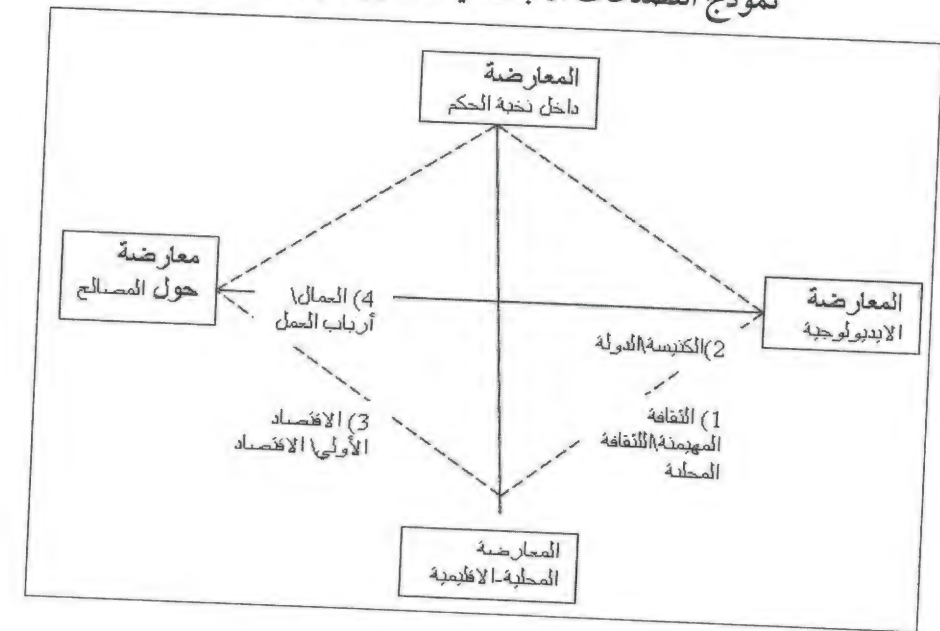 نموذج
المعارضة
داخل نخبة الحكم
معارضة
حول المصالح
المعارضة
الايديولوجية
4) العمال\
أرباب العمل
2)الكنيسة\الدولة
1) الثقافة
المهيمنة\الثقافة
المحلية
3) الاقتصاد
الأولي\ الاقتصاد
المعارضة
المحلية-الاقليمية